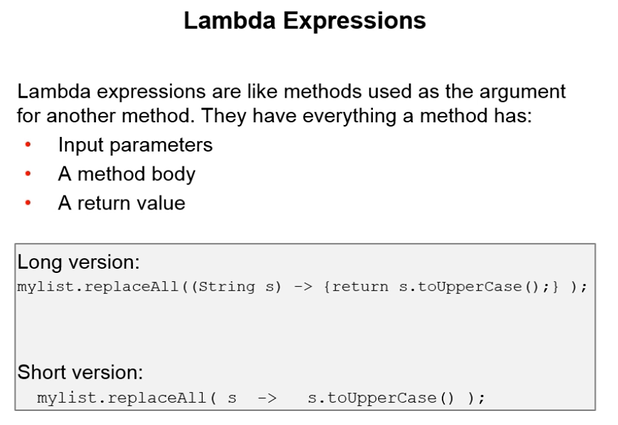 Lambda Expressions
Lambda expressions are like methods used as the argument
for another method. They have everything a method has:
• Input parameters
• A method body
• A return value
Long version:
mylist.replaceAll((String s) -> {return s.toUpperCase();} );
Short version:
mylist.replaceAll( s -> s.toUpperCase() );